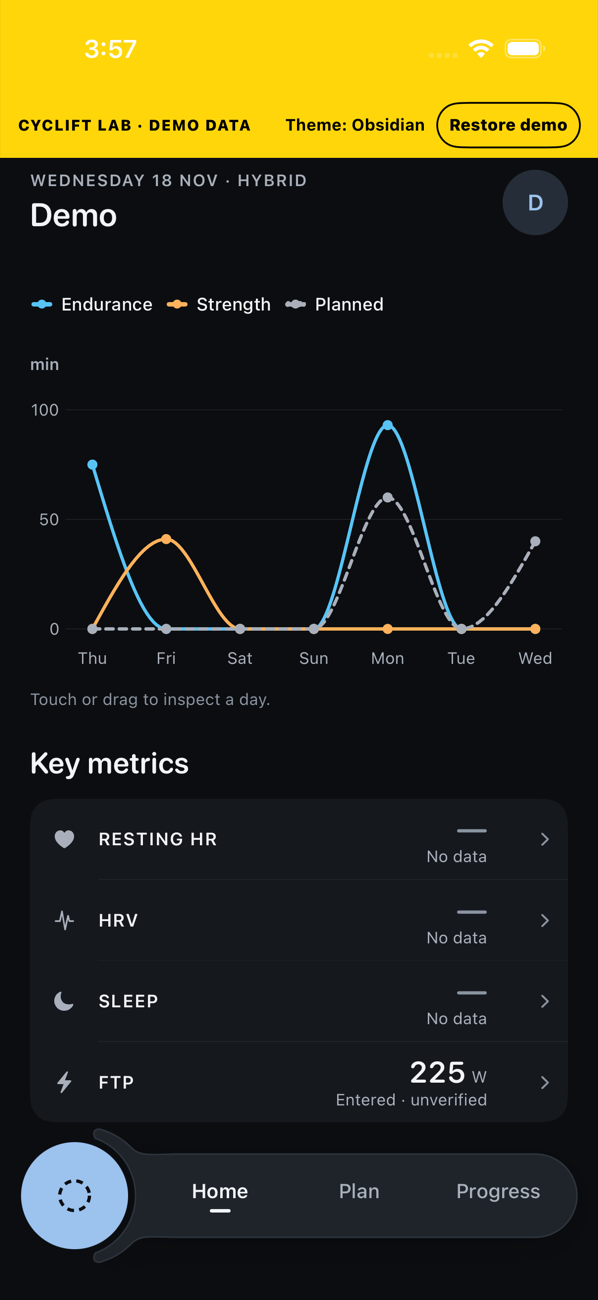 3:57
CYCLIFT LAB · DEMO DATA Theme: Obsidian Restore demo
WEDNESDAY 18 NOV · HYBRID
Demo
D
Endurance Strength Planned
min
100
50
0
Thu Fri Sat Sun Mon Tue Wed
Touch or drag to inspect a day.
Key metrics
RESTING HR
No data
HRV
No data
SLEEP
No data
FTP 225 W
Entered · unverified
Home Plan Progress